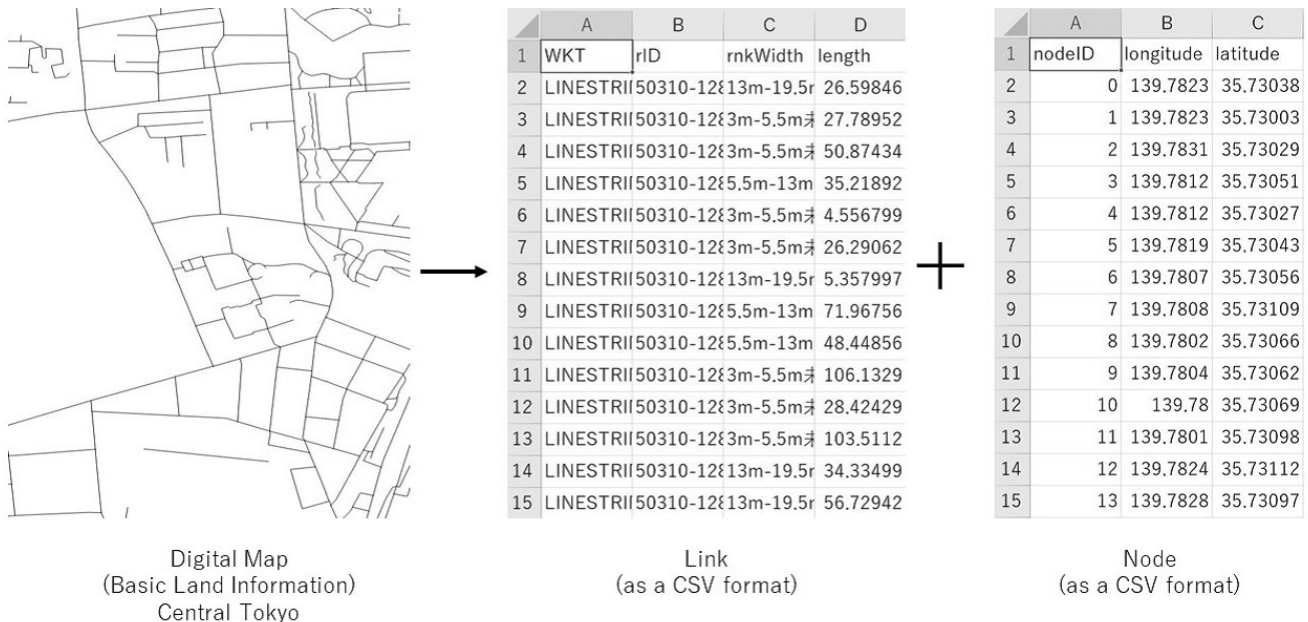 A B C D
1 WKT rID rnkWidth length
2 LINESTRII 50310-128 13m-19.5r 26.59846
3 LINESTRII 50310-128 3m-5.5m未 27.78952
4 LINESTRII 50310-128 3m-5.5m未 50.87434
5 LINESTRII 50310-128 5.5m-13m 35.21892
6 LINESTRII 50310-128 3m-5.5m未 4.556799
7 LINESTRII 50310-128 3m-5.5m未 26.29062
8 LINESTRII 50310-128 13m-19.5r 5.357997
9 LINESTRII 50310-128 5.5m-13m 71.96756
10 LINESTRII 50310-128 5.5m-13m 48.44856
11 LINESTRII 50310-128 3m-5.5m未 106.1329
12 LINESTRII 50310-128 3m-5.5m未 28.42429
13 LINESTRII 50310-128 3m-5.5m未 103.5112
14 LINESTRII 50310-128 13m-19.5r 34.33499
15 LINESTRII 50310-128 13m-19.5r 56.72942
A B C
1 nodeID longitude latitude
2 0 139.7823 35.73038
3 1 139.7823 35.73003
4 2 139.7831 35.73029
5 3 139.7812 35.73051
6 4 139.7812 35.73027
7 5 139.7819 35.73043
8 6 139.7807 35.73056
9 7 139.7808 35.73109
10 8 139.7802 35.73066
11 9 139.7804 35.73062
12 10 139.78 35.73069
13 11 139.7801 35.73098
14 12 139.7824 35.73112
15 13 139.7828 35.73097
Digital Map
(Basic Land Information)
Central Tokyo
Link
(as a CSV format)
Node
(as a CSV format)